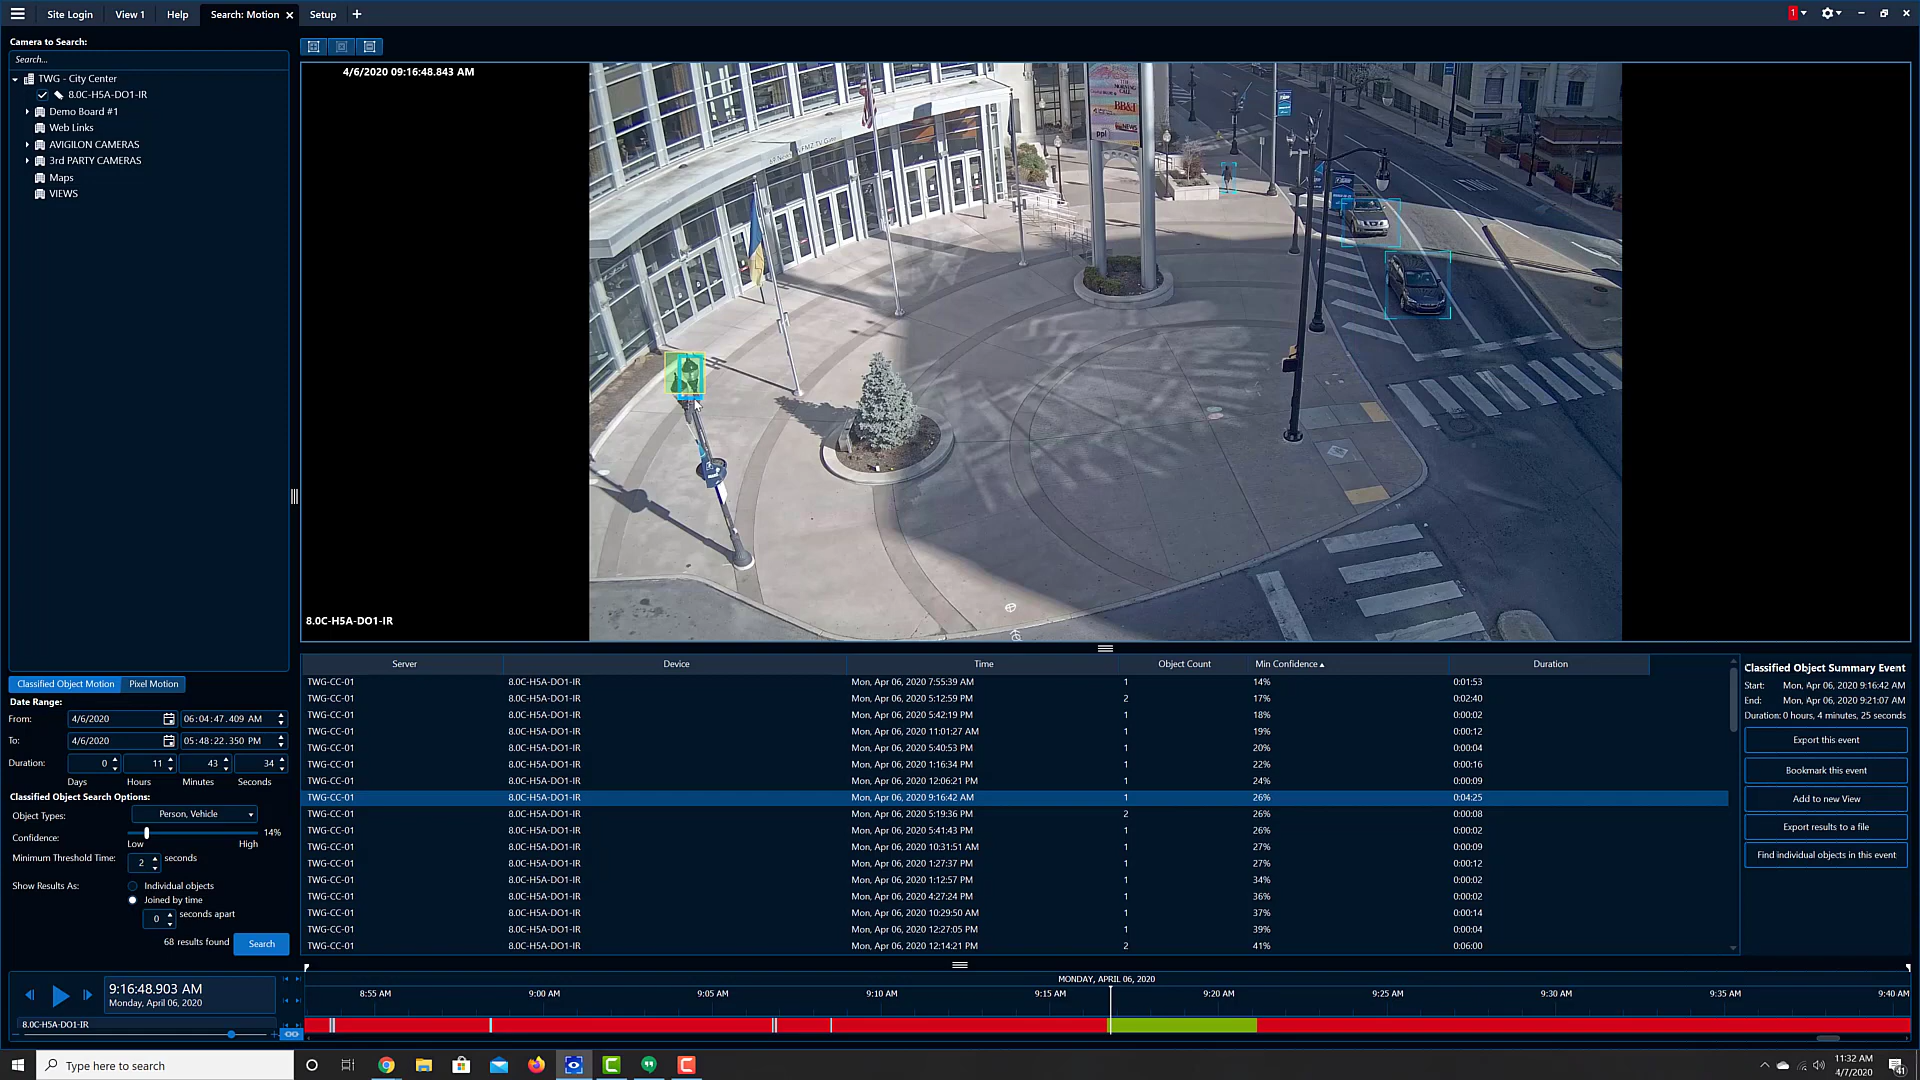 Site Login
View 1
Help
Search: Motion
Setup
1
Camera to Search:
Search...
TWG - City Center
8.0C-H5A-DO1-IR
Demo Board #1
Web Links
AVIGILON CAMERAS
3rd PARTY CAMERAS
Maps
VIEWS
4/6/2020 09:16:48.843 AM
BB&T
ppl
8.0C-H5A-DO1-IR
Classified Object Motion
Pixel Motion
Date Range:
From: 4/6/2020 06:04:47.409 AM
To: 4/6/2020 05:48:22.350 PM
Duration: 0 11 43 34
Days Hours Minutes Seconds
Classified Object Search Options:
Object Types: Person, Vehicle
Confidence: 14%
Low High
Minimum Threshold Time: 2 seconds
Show Results As: Individual objects
Joined by time
0 seconds apart
68 results found Search
Server Device Time Object Count Min Confidence Duration
TWG-CC-01 8.0C-H5A-DO1-IR Mon, Apr 06, 2020 7:55:39 AM 1 14% 0:01:53
TWG-CC-01 8.0C-H5A-DO1-IR Mon, Apr 06, 2020 5:12:59 PM 2 17% 0:02:40
TWG-CC-01 8.0C-H5A-DO1-IR Mon, Apr 06, 2020 5:42:19 PM 1 18% 0:00:02
TWG-CC-01 8.0C-H5A-DO1-IR Mon, Apr 06, 2020 11:01:27 AM 1 19% 0:00:12
TWG-CC-01 8.0C-H5A-DO1-IR Mon, Apr 06, 2020 5:40:53 PM 1 20% 0:00:04
TWG-CC-01 8.0C-H5A-DO1-IR Mon, Apr 06, 2020 1:16:34 PM 1 22% 0:00:16
TWG-CC-01 8.0C-H5A-DO1-IR Mon, Apr 06, 2020 12:06:21 PM 1 24% 0:00:09
TWG-CC-01 8.0C-H5A-DO1-IR Mon, Apr 06, 2020 9:16:42 AM 1 26% 0:04:25
TWG-CC-01 8.0C-H5A-DO1-IR Mon, Apr 06, 2020 5:19:36 PM 2 26% 0:00:08
TWG-CC-01 8.0C-H5A-DO1-IR Mon, Apr 06, 2020 5:41:43 PM 1 26% 0:00:02
TWG-CC-01 8.0C-H5A-DO1-IR Mon, Apr 06, 2020 10:31:51 AM 1 27% 0:00:09
TWG-CC-01 8.0C-H5A-DO1-IR Mon, Apr 06, 2020 1:27:37 PM 1 27% 0:00:12
TWG-CC-01 8.0C-H5A-DO1-IR Mon, Apr 06, 2020 1:12:57 PM 1 34% 0:00:02
TWG-CC-01 8.0C-H5A-DO1-IR Mon, Apr 06, 2020 4:27:24 PM 1 36% 0:00:02
TWG-CC-01 8.0C-H5A-DO1-IR Mon, Apr 06, 2020 10:29:50 AM 1 37% 0:00:14
TWG-CC-01 8.0C-H5A-DO1-IR Mon, Apr 06, 2020 12:27:05 PM 1 39% 0:00:04
TWG-CC-01 8.0C-H5A-DO1-IR Mon, Apr 06, 2020 12:14:21 PM 2 41% 0:06:00
Classified Object Summary Event
Start: Mon, Apr 06, 2020 9:16:42 AM
End: Mon, Apr 06, 2020 9:21:07 AM
Duration: 0 hours, 4 minutes, 25 seconds
Export this event
Bookmark this event
Add to new View
Export results to a file
Find individual objects in this event
9:16:48.903 AM
Monday, April 06, 2020
8.0C-H5A-DO1-IR
MONDAY, APRIL 06, 2020
8:55 AM 9:00 AM 9:05 AM 9:10 AM 9:15 AM 9:20 AM 9:25 AM 9:30 AM 9:35 AM 9:40 AM
Type here to search
11:32 AM
4/7/2020
41